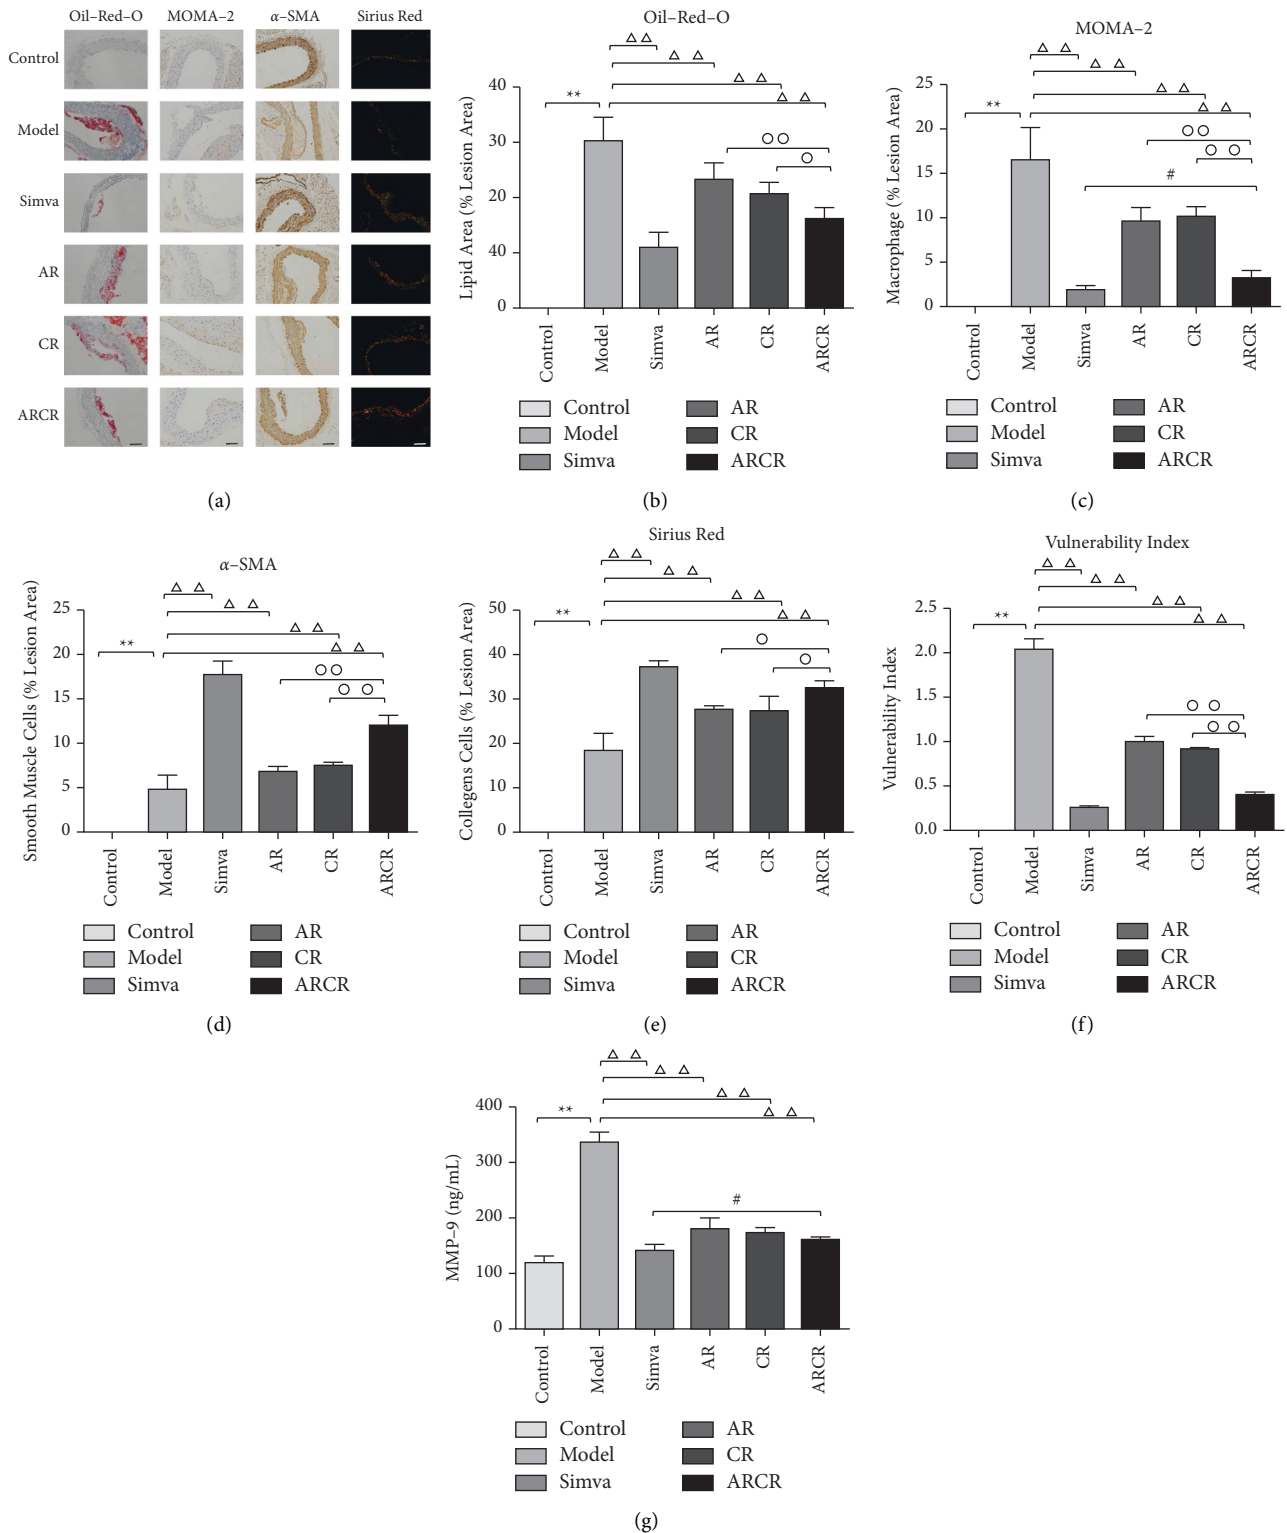 Oil–Red–O MOMA–2 α–SMA Sirius Red
Control
Model
Simva
AR
CR
ARCR
(a)
Oil–Red–O
Lipid Area (% Lesion Area)
40
30
20
40
0
** △△ △△ △△ △△
○○
○
Control Model Simva AR CR ARCR
Control AR
Model CR
Simva ARCR
(b)
MOMA–2
Macrophage (% Lesion Area)
25
20
15
10
5
0
** △△ △△ △△ △△
○○
○○
#
Control Model Simva AR CR ARCR
Control AR
Model CR
Simva ARCR
(c)
α–SMA
Smooth Muscle Cells (% Lesion Area)
25
20
15
10
5
0
** △△ △△ △△ △△
○○
○○
Control Model Simva AR CR ARCR
Control AR
Model CR
Simva ARCR
(d)
Sirius Red
Collegens Cells (% Lesion Area)
50
40
30
20
10
0
** △△ △△ △△ △△
○
○
Control Model Simva AR CR ARCR
Control AR
Model CR
Simva ARCR
(e)
Vulnerability Index
Vulnerability Index
2.5
2.0
1.5
1.0
0.5
0.0
** △△ △△ △△ △△
○○
○○
Control Model Simva AR CR ARCR
Control AR
Model CR
Simva ARCR
(f)
MMP–9 (ng/mL)
400
300
200
100
0
** △△ △△ △△ △△
#
Control Model Simva AR CR ARCR
Control AR
Model CR
Simva ARCR
(g)